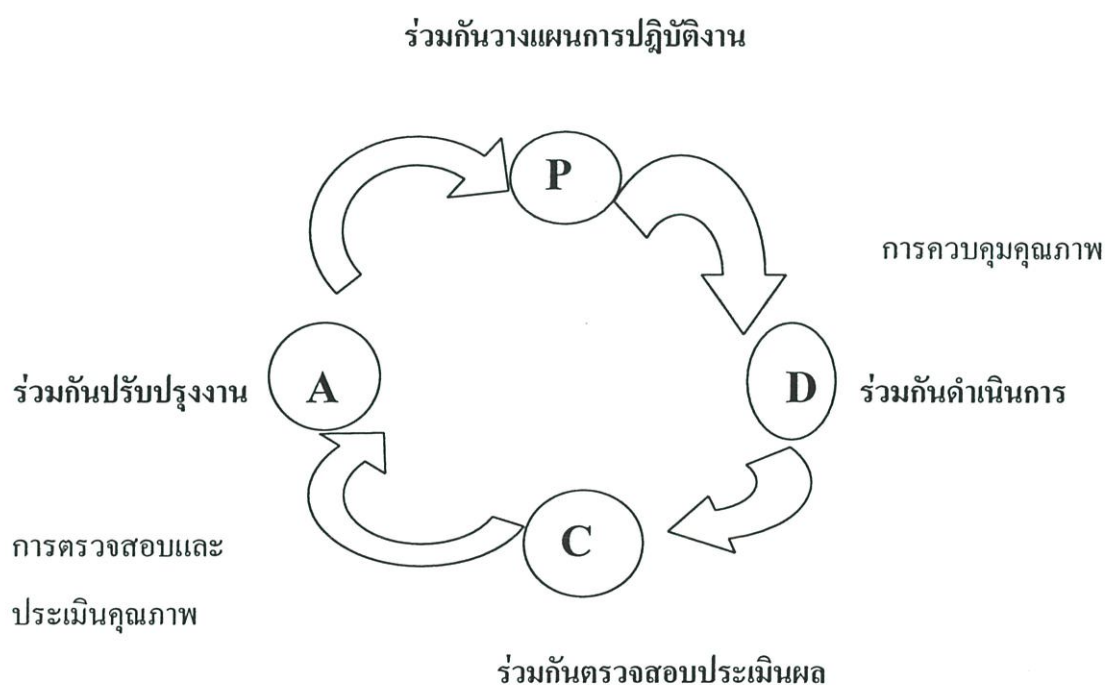 ร่วมกันวางแผนการปฏิบัติงาน
P
การควบคุมคุณภาพ
ร่วมกันปรับปรุงงาน
A
D
ร่วมกันดำเนินการ
การตรวจสอบและ
ประเมินคุณภาพ
C
ร่วมกันตรวจสอบประเมินผล